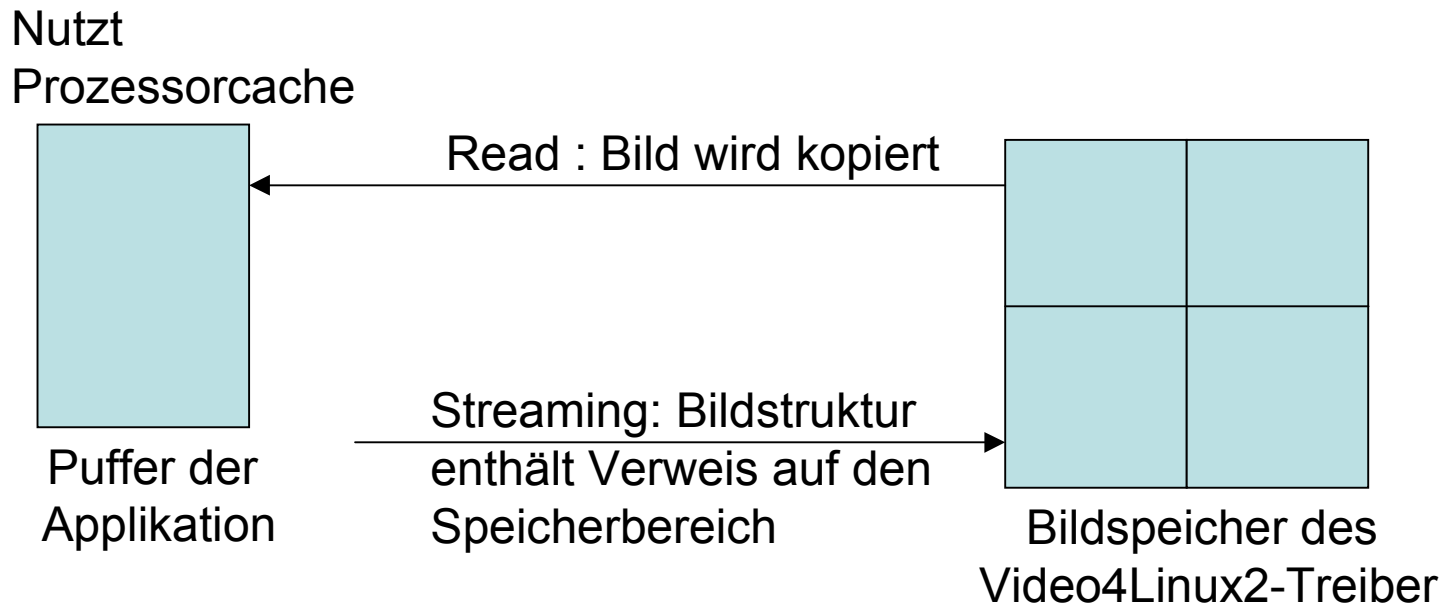 Nutzt
Prozessorcache
Read : Bild wird kopiert
Streaming: Bildstruktur
enthält Verweis auf den
Speicherbereich
Puffer der
Applikation
Bildspeicher des
Video4Linux2-Treiber